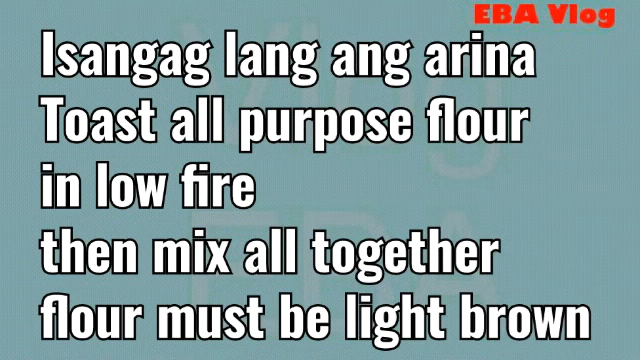 EBA Vlog
Isangag lang ang arina
Toast all purpose flour
in low fire
then mix all together
flour must be light brown